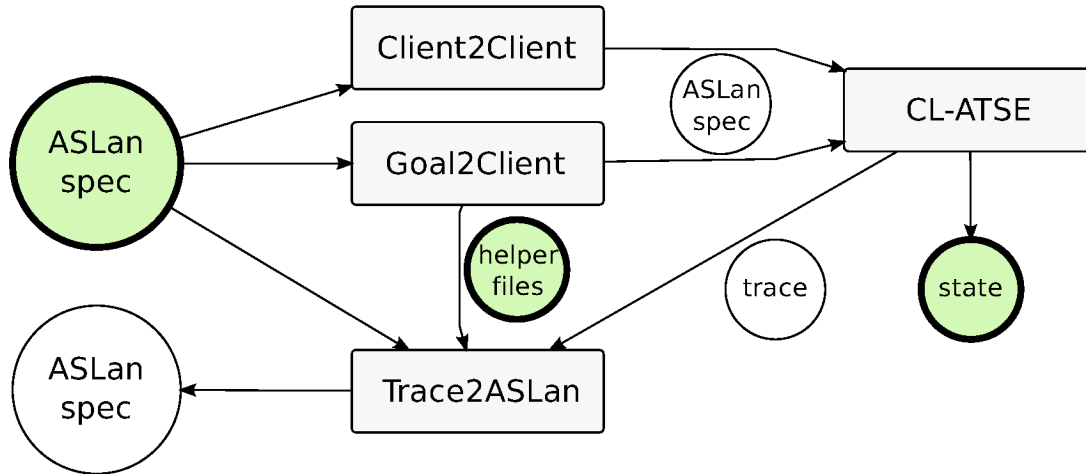 Client2Client
ASLan
spec
CL-ATSE
ASLan
spec
Goal2Client
helper
files
trace
state
ASLan
spec
Trace2ASLan